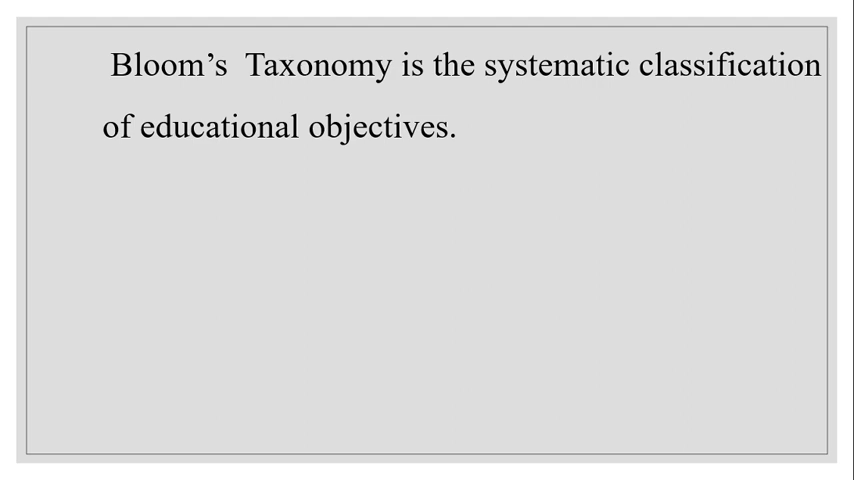 Bloom’s  Taxonomy is the systematic classification
of educational objectives.